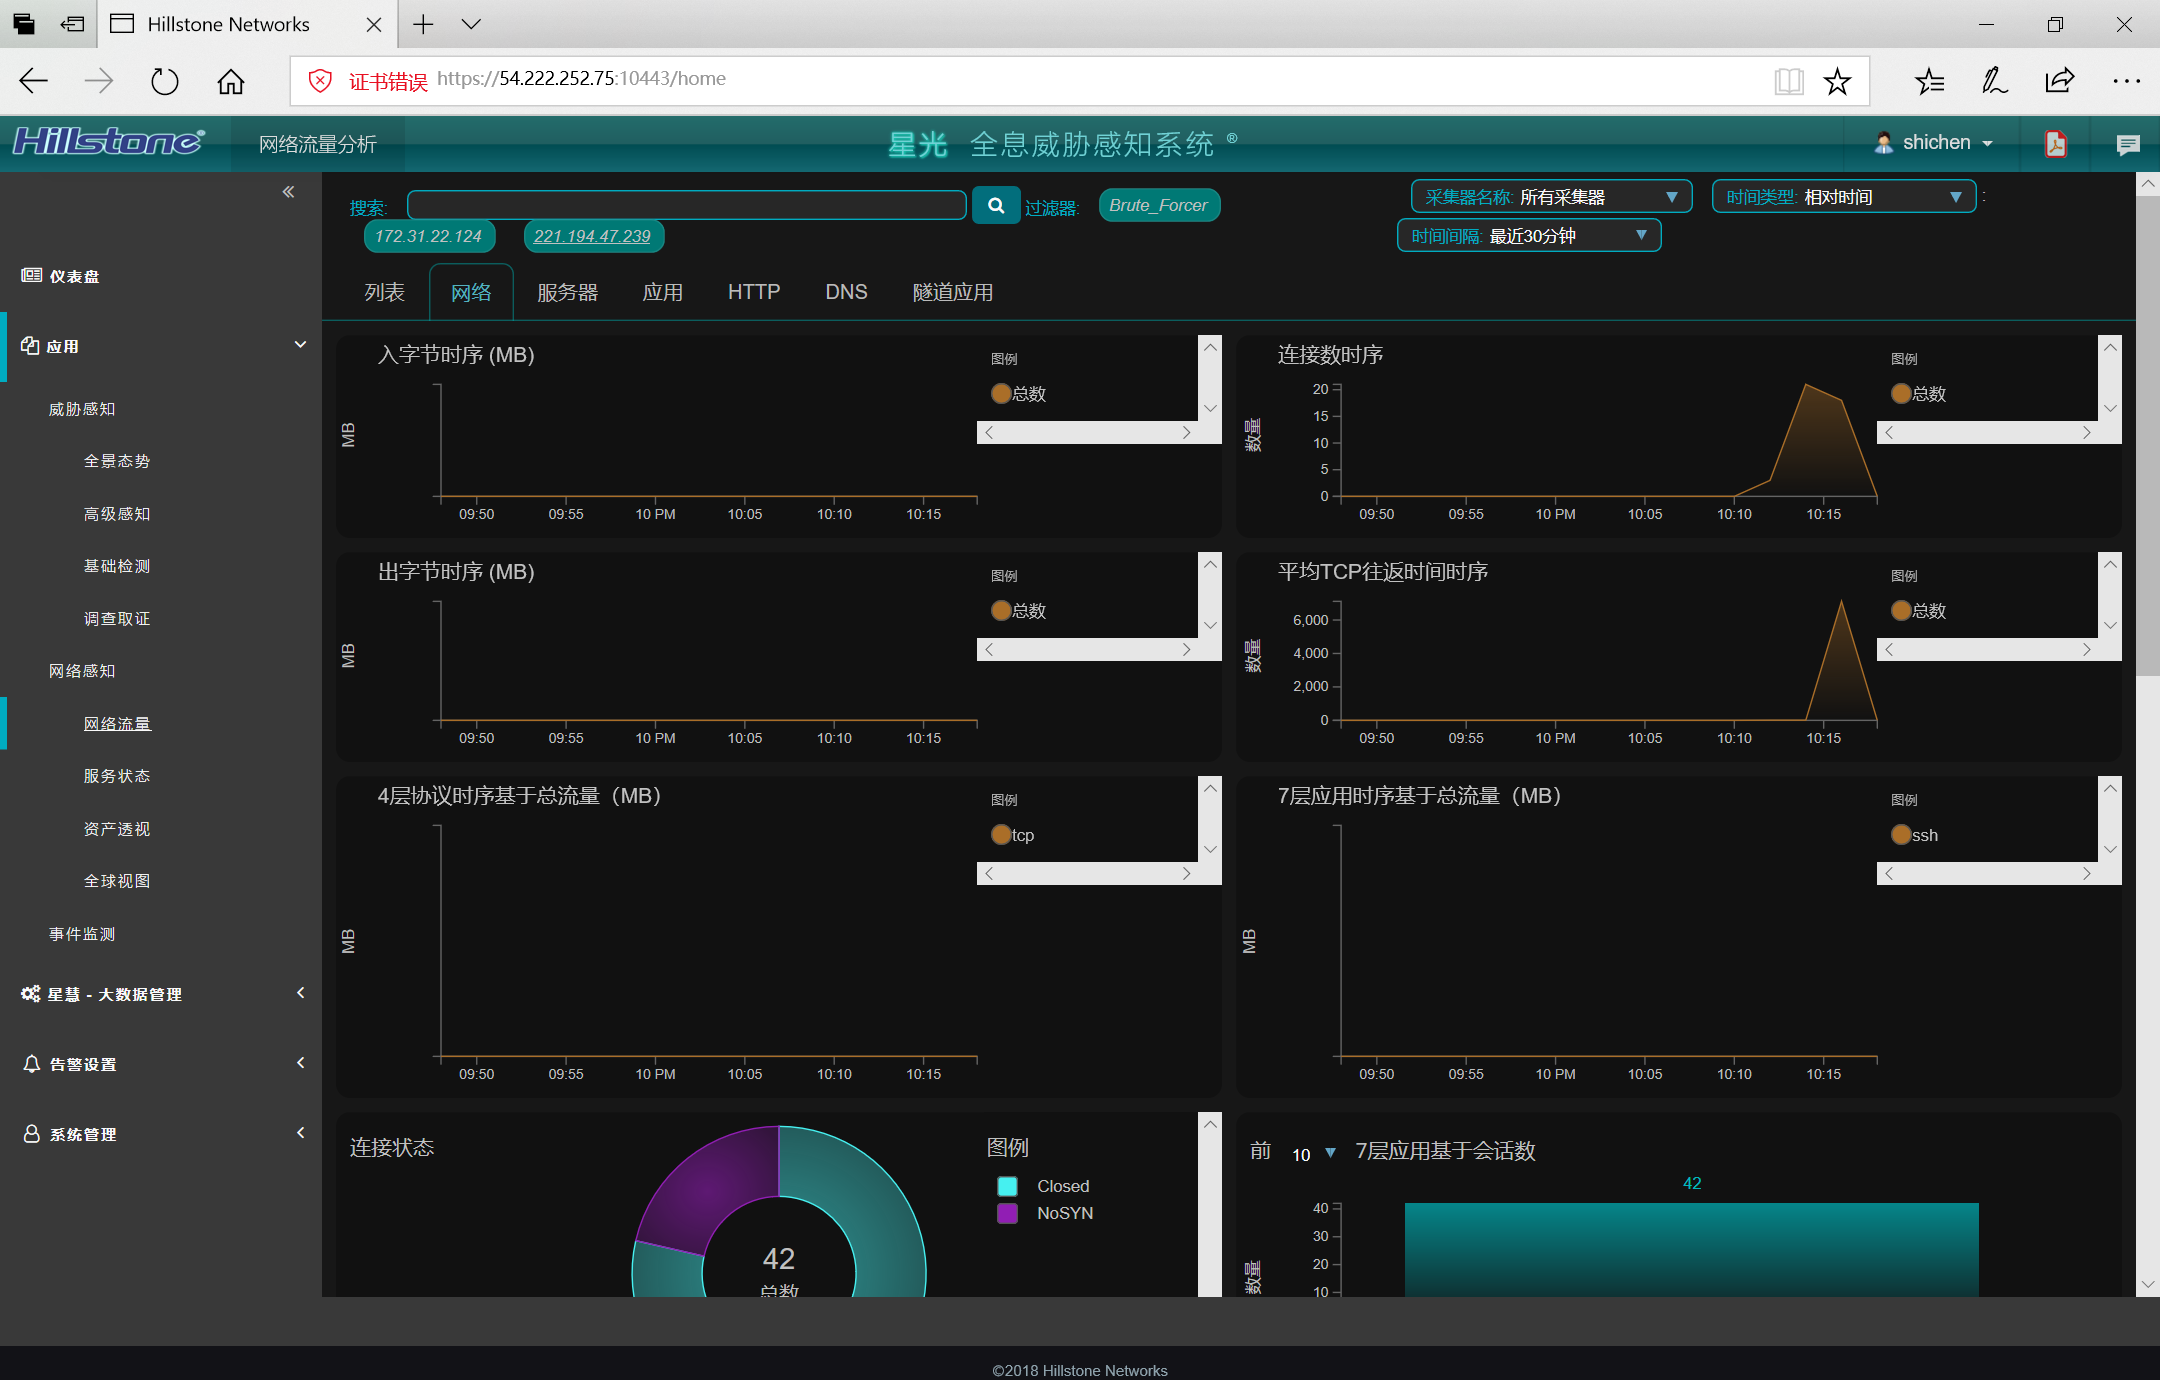 Hillstone Networks
证书错误 https://54.222.252.75:10443/home
Hillstone® 网络流量分析 星光 全息威胁感知系统® shichen
仪表盘
应用
威胁感知
全景态势
高级感知
基础检测
调查取证
网络感知
网络流量
服务状态
资产透视
全球视图
事件监测
星慧 - 大数据管理
告警设置
系统管理
搜索: 过滤器: Brute_Forcer 采集器名称: 所有采集器 时间类型: 相对时间 :
172.31.22.124 221.194.47.239 时间间隔: 最近30分钟
列表 网络 服务器 应用 HTTP DNS 隧道应用
入字节时序 (MB)
图例
总数
MB
09:50 09:55 10 PM 10:05 10:10 10:15
连接数时序
图例
总数
数量
20
15
10
5
0
09:50 09:55 10 PM 10:05 10:10 10:15
出字节时序 (MB)
图例
总数
MB
09:50 09:55 10 PM 10:05 10:10 10:15
平均TCP往返时间时序
图例
总数
数量
6,000
4,000
2,000
0
09:50 09:55 10 PM 10:05 10:10 10:15
4层协议时序基于总流量（MB）
图例
tcp
MB
09:50 09:55 10 PM 10:05 10:10 10:15
7层应用时序基于总流量（MB）
图例
ssh
MB
09:50 09:55 10 PM 10:05 10:10 10:15
连接状态
图例
Closed
NoSYN
42
总数
前 10 7层应用基于会话数
42
数量
40
30
20
10
©2018 Hillstone Networks